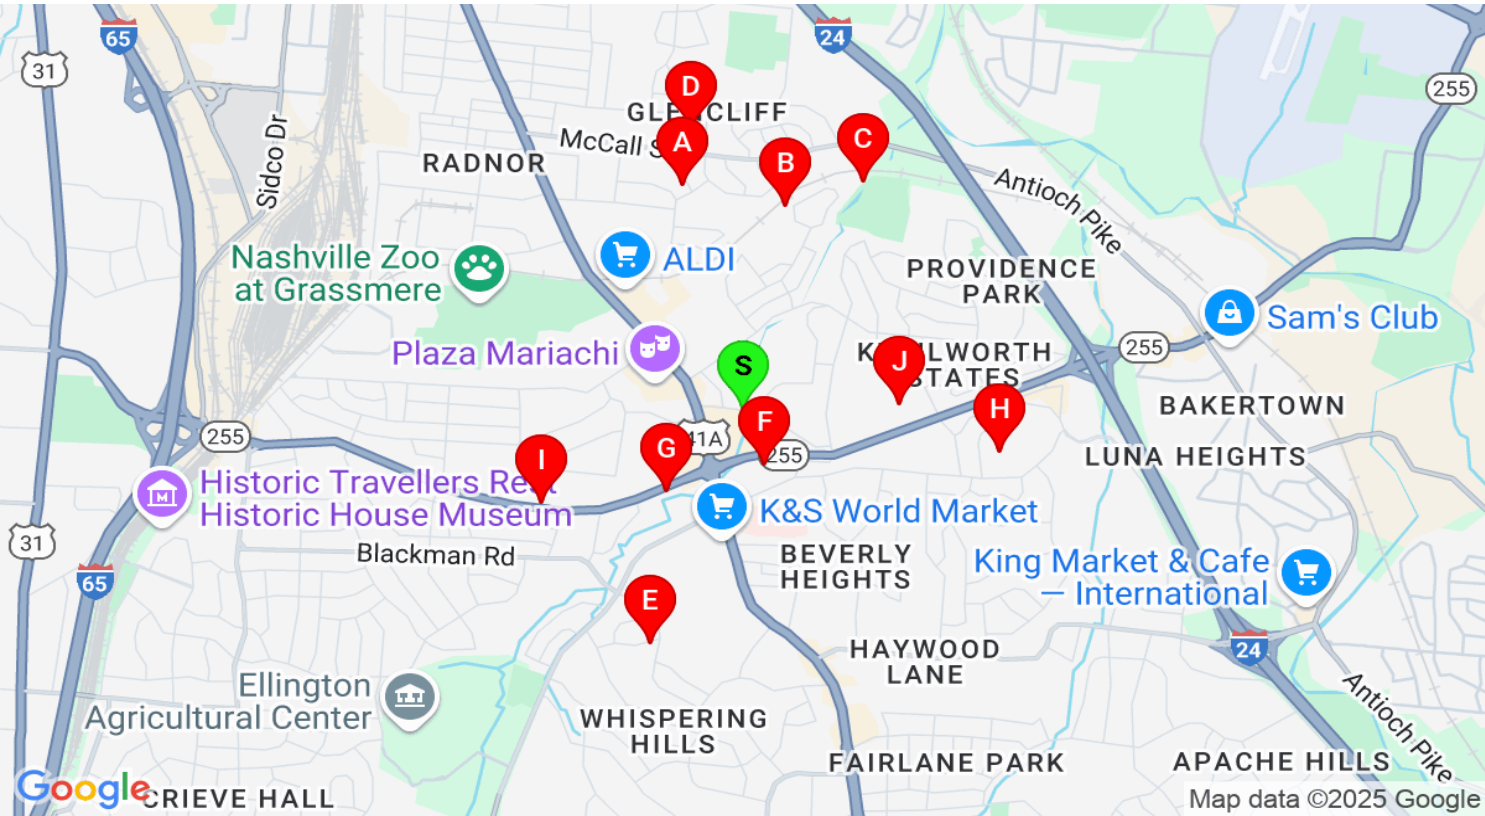 65
24
31
255
D
GLENCLIFF
McCall S
A
C
B
RADNOR
Sidco Dr
Antioch Pike
Nashville Zoo
at Grassmere
ALDI
PROVIDENCE
PARK
Sam's Club
255
Plaza Mariachi
S
J
ESTATES
H
BAKERTOWN
F
41A
255
255
G
I
LUNA HEIGHTS
Historic Travellers Rest
Historic House Museum
K&S World Market
31
Blackman Rd
BEVERLY
HEIGHTS
King Market & Cafe
— International
65
E
HAYWOOD
LANE
24
Ellington
Agricultural Center
WHISPERING
HILLS
Antioch Pike
FAIRLANE PARK
APACHE HILLS
Google
CRIEVE HALL
Map data ©2025 Google